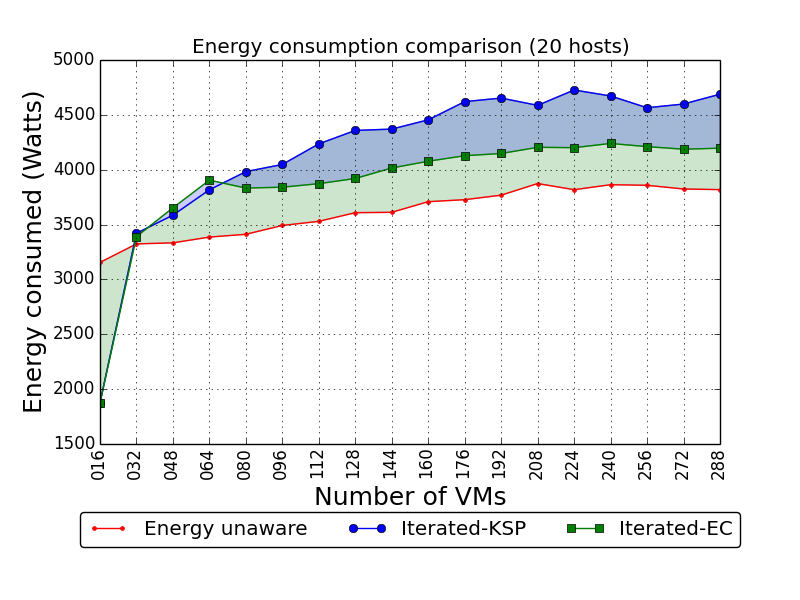 Energy consumption comparison (20 hosts)
Energy consumed (Watts)
5000
4500
4000
3500
3000
2500
2000
1500
016 032 048 064 080 096 112 128 144 160 176 192 208 224 240 256 272 288
Number of VMs
Energy unaware Iterated-KSP Iterated-EC